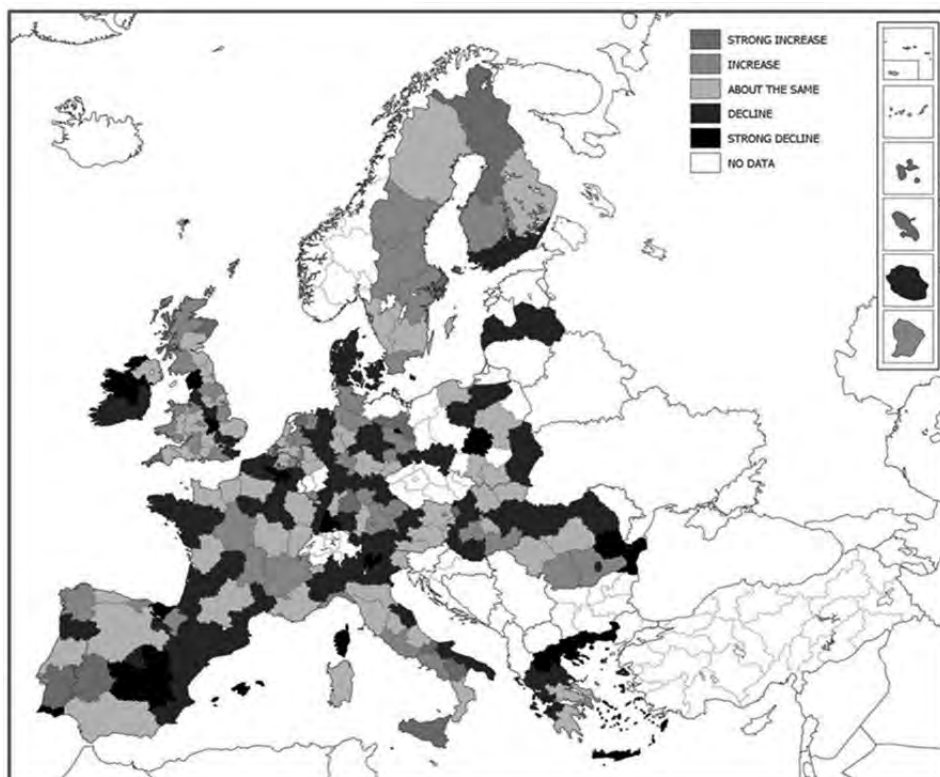 STRONG INCREASE
INCREASE
ABOUT THE SAME
DECLINE
STRONG DECLINE
NO DATA